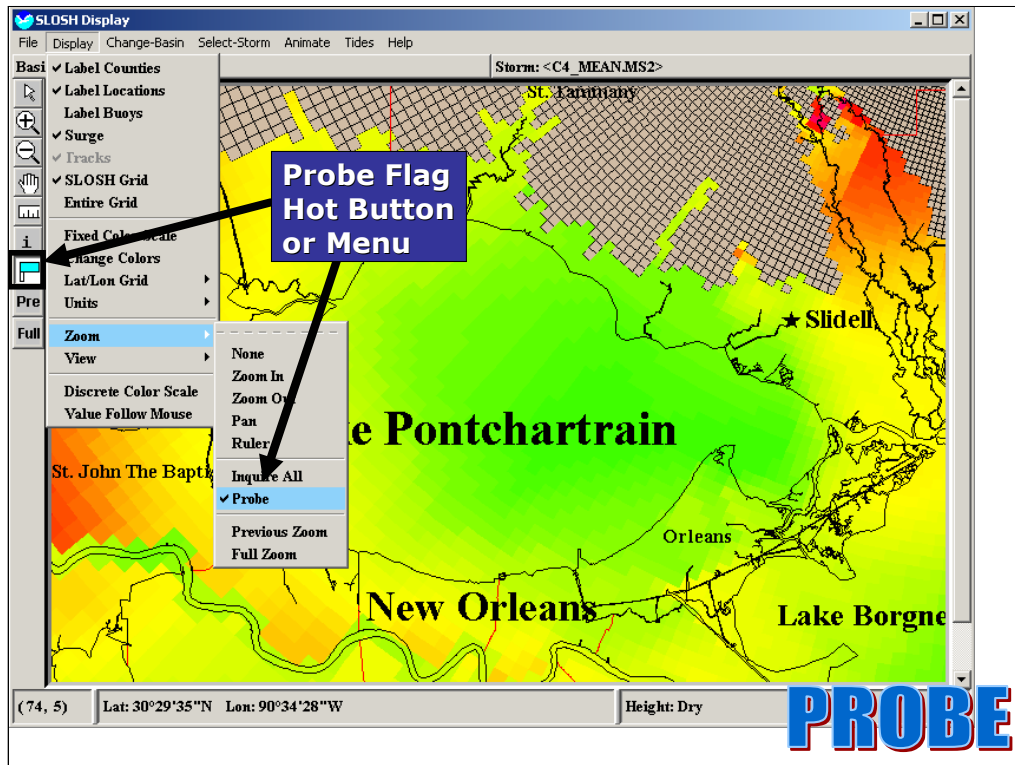 SLOSH Display
File Display Change-Basin Select-Storm Animate Tides Help
Basi
Storm: <C4_MEAN.MS2>
Label Counties
Label Locations
Label Buoys
Surge
Tracks
SLOSH Grid
Entire Grid
Fixed Color Scale
Change Colors
Lat/Lon Grid
Units
Zoom
View
Discrete Color Scale
Value Follow Mouse
i
Pre
Full
None
Zoom In
Zoom Out
Pan
Ruler
Inquire All
Probe
Previous Zoom
Full Zoom
Probe Flag
Hot Button
or Menu
St. Tammany
Slidell
e Pontchartrain
St. John The Bapti
Orleans
New Orleans
Lake Borgne
(74, 5)
Lat: 30°29'35"N Lon: 90°34'28"W
Height: Dry
PROBE